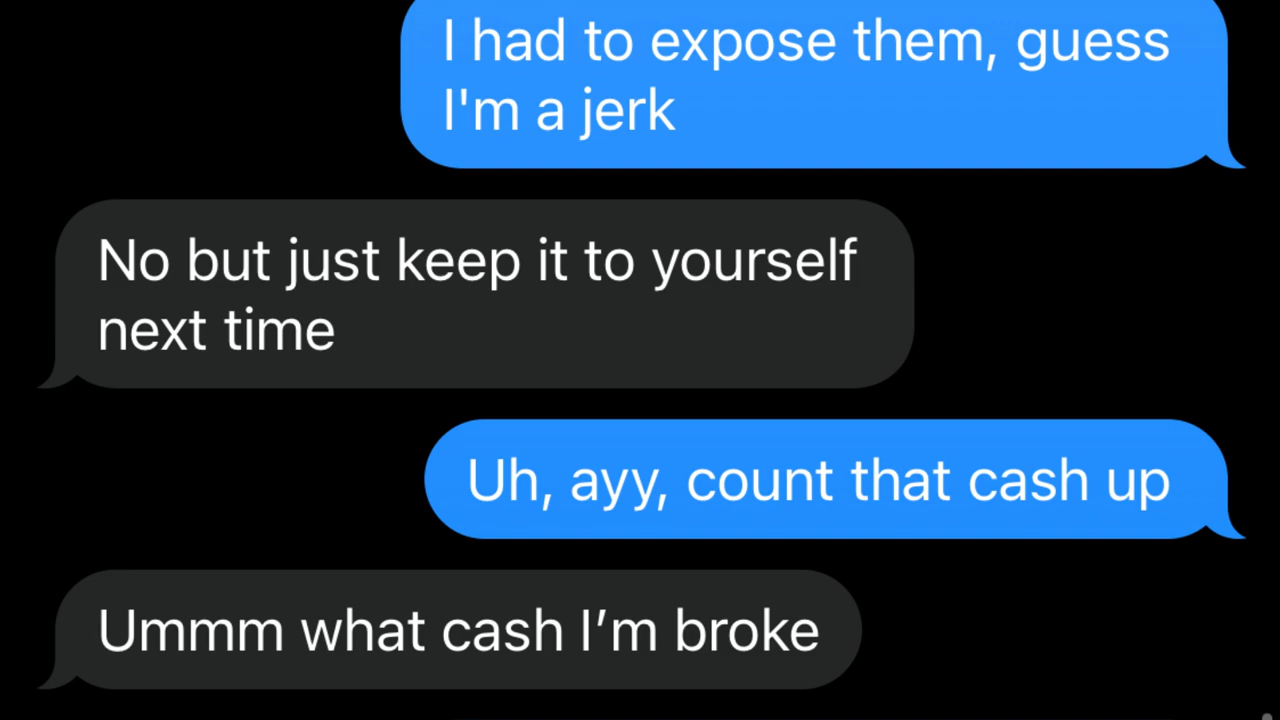 I had to expose them, guess
I'm a jerk
No but just keep it to yourself
next time
Uh, ayy, count that cash up
Ummm what cash I’m broke